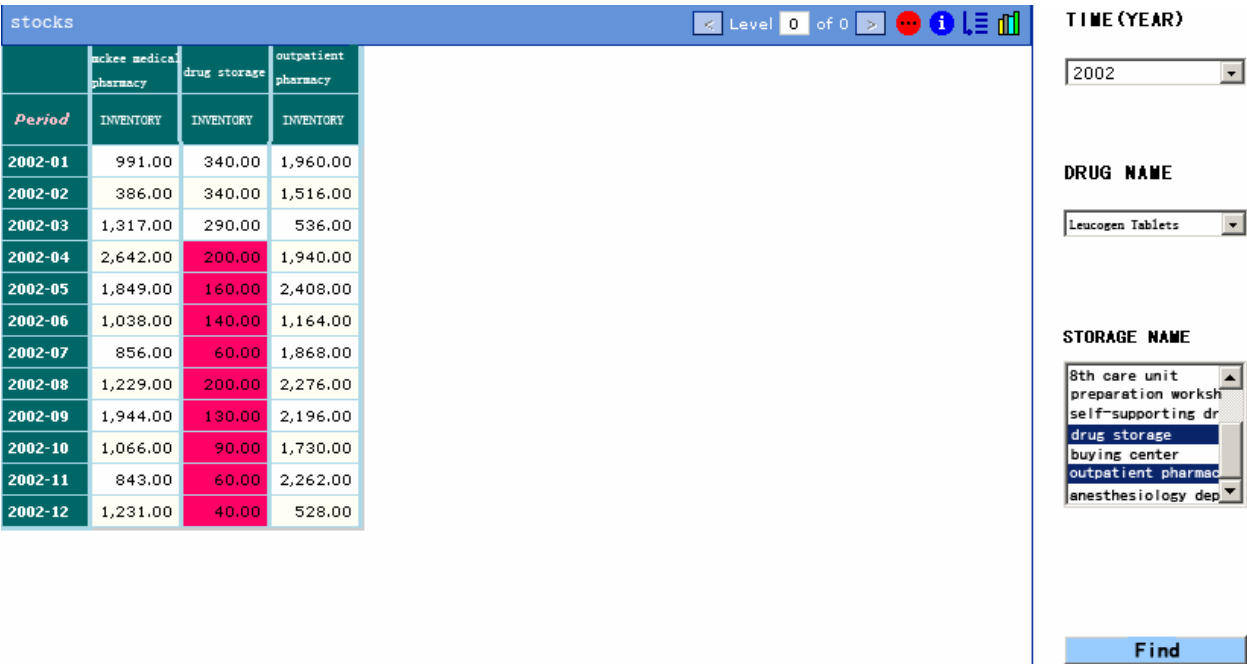 stocks
< Level 0 of 0 >
TIME(YEAR)
2002
mckee medical pharmacy drug storage outpatient pharmacy
Period INVENTORY INVENTORY INVENTORY
2002-01 991.00 340.00 1,960.00
2002-02 386.00 340.00 1,516.00
2002-03 1,317.00 290.00 536.00
2002-04 2,642.00 200.00 1,940.00
2002-05 1,849.00 160.00 2,408.00
2002-06 1,038.00 140.00 1,164.00
2002-07 856.00 60.00 1,868.00
2002-08 1,229.00 200.00 2,276.00
2002-09 1,944.00 130.00 2,196.00
2002-10 1,066.00 90.00 1,730.00
2002-11 843.00 60.00 2,262.00
2002-12 1,231.00 40.00 528.00
DRUG NAME
Leucogen Tablets
STORAGE NAME
8th care unit
preparation worksh
self-supporting dr
drug storage
buying center
outpatient pharmac
anesthesiology dep
Find